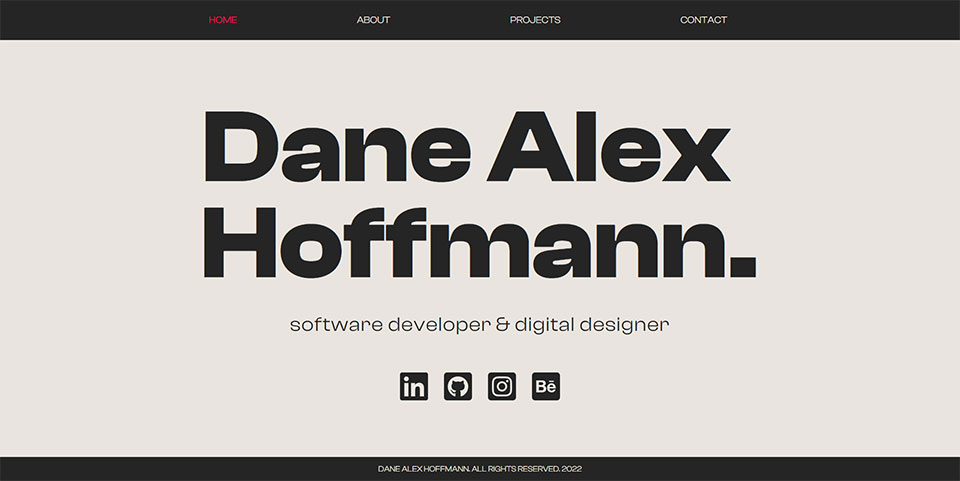 HOME ABOUT PROJECTS CONTACT
Dane Alex
Hoffmann.
software developer & digital designer
in Bē
DANE ALEX HOFFMANN. ALL RIGHTS RESERVED. 2022